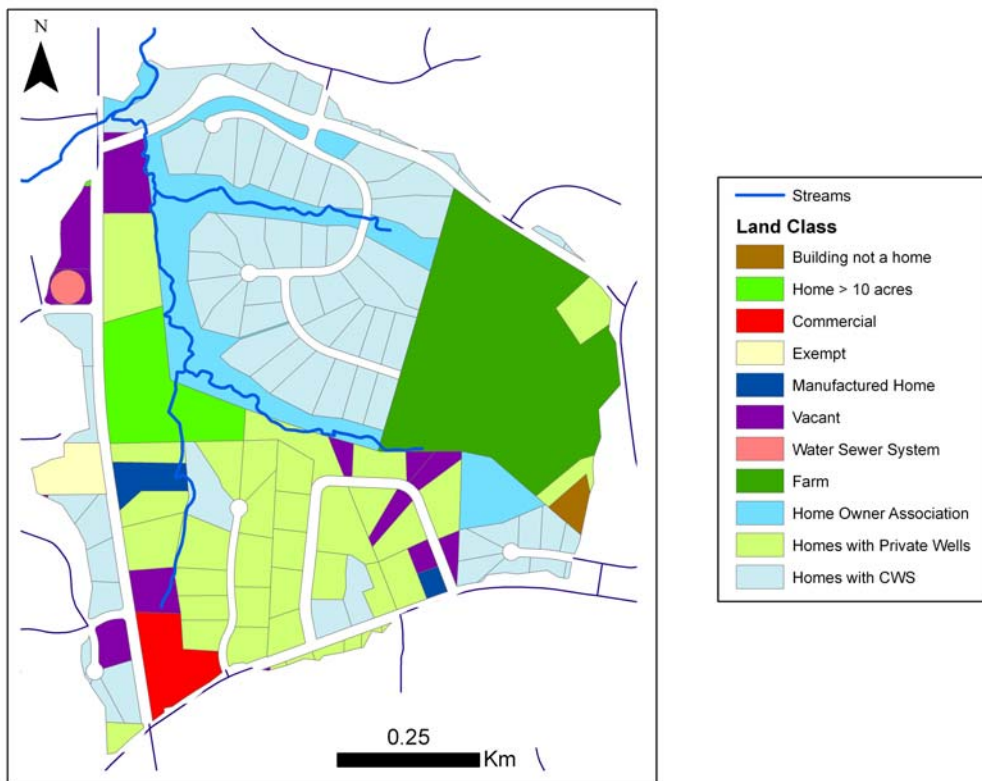 N
0.25
Km
Streams
Land Class
Building not a home
Home > 10 acres
Commercial
Exempt
Manufactured Home
Vacant
Water Sewer System
Farm
Home Owner Association
Homes with Private Wells
Homes with CWS